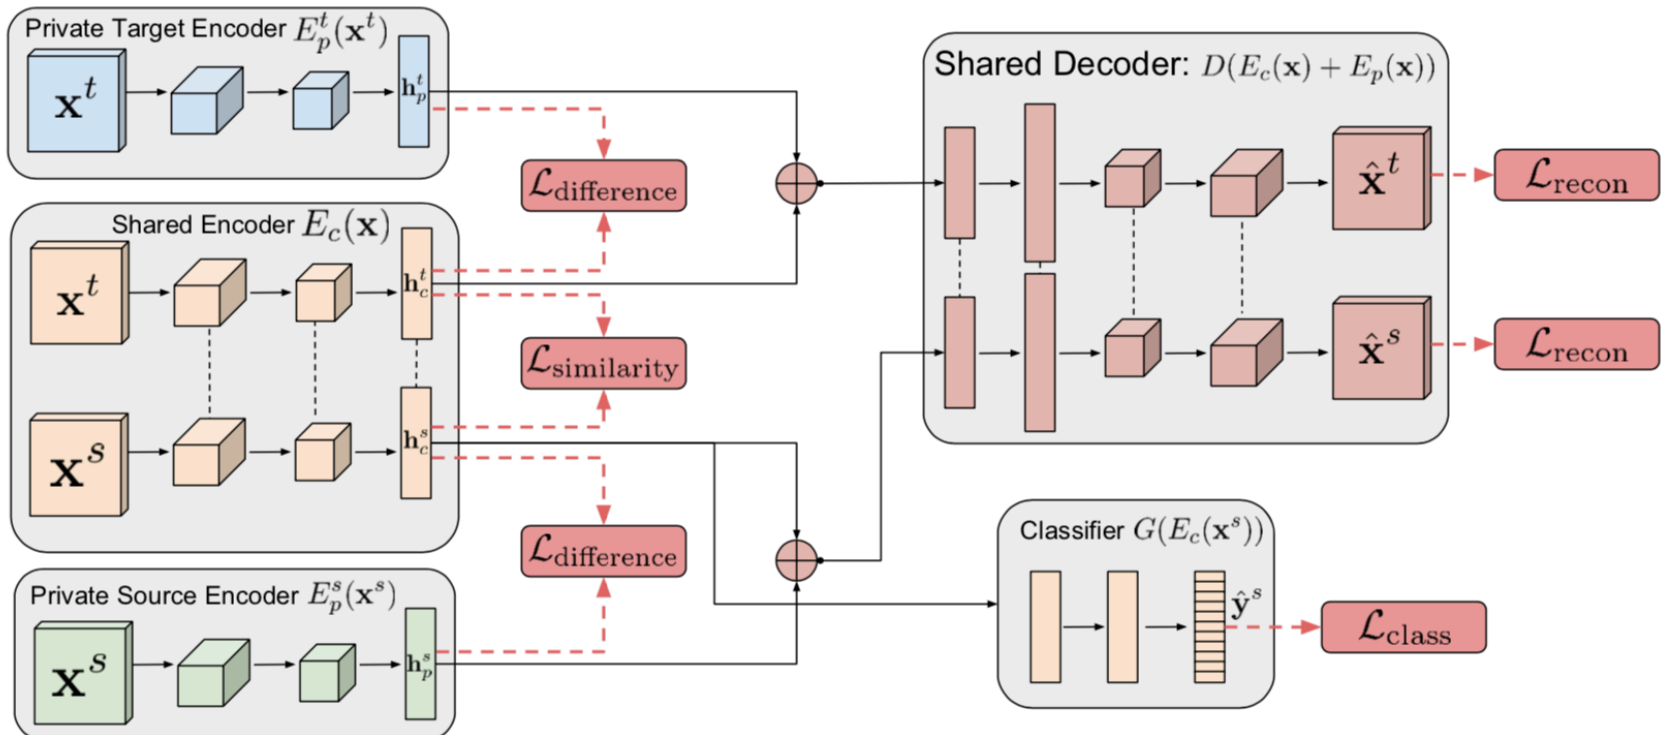 Private Target Encoder E_p^t(x^t)
x^t
h_p^t
Shared Encoder E_c(x)
x^t
h_c^t
x^s
h_c^s
Private Source Encoder E_p^s(x^s)
x^s
h_p^s
L_difference
L_similarity
L_difference
Shared Decoder: D(E_c(x) + E_p(x))
x̂^t
L_recon
x̂^s
L_recon
Classifier G(E_c(x^s))
ŷ^s
L_class